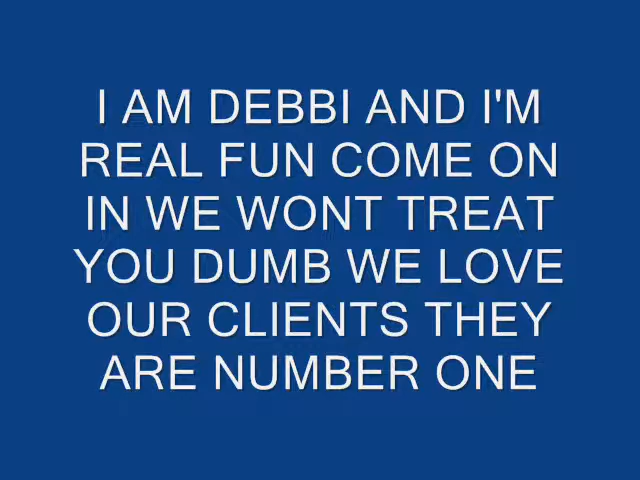 I AM DEBBI AND I'M
REAL FUN COME ON
IN WE WONT TREAT
YOU DUMB WE LOVE
OUR CLIENTS THEY
ARE NUMBER ONE